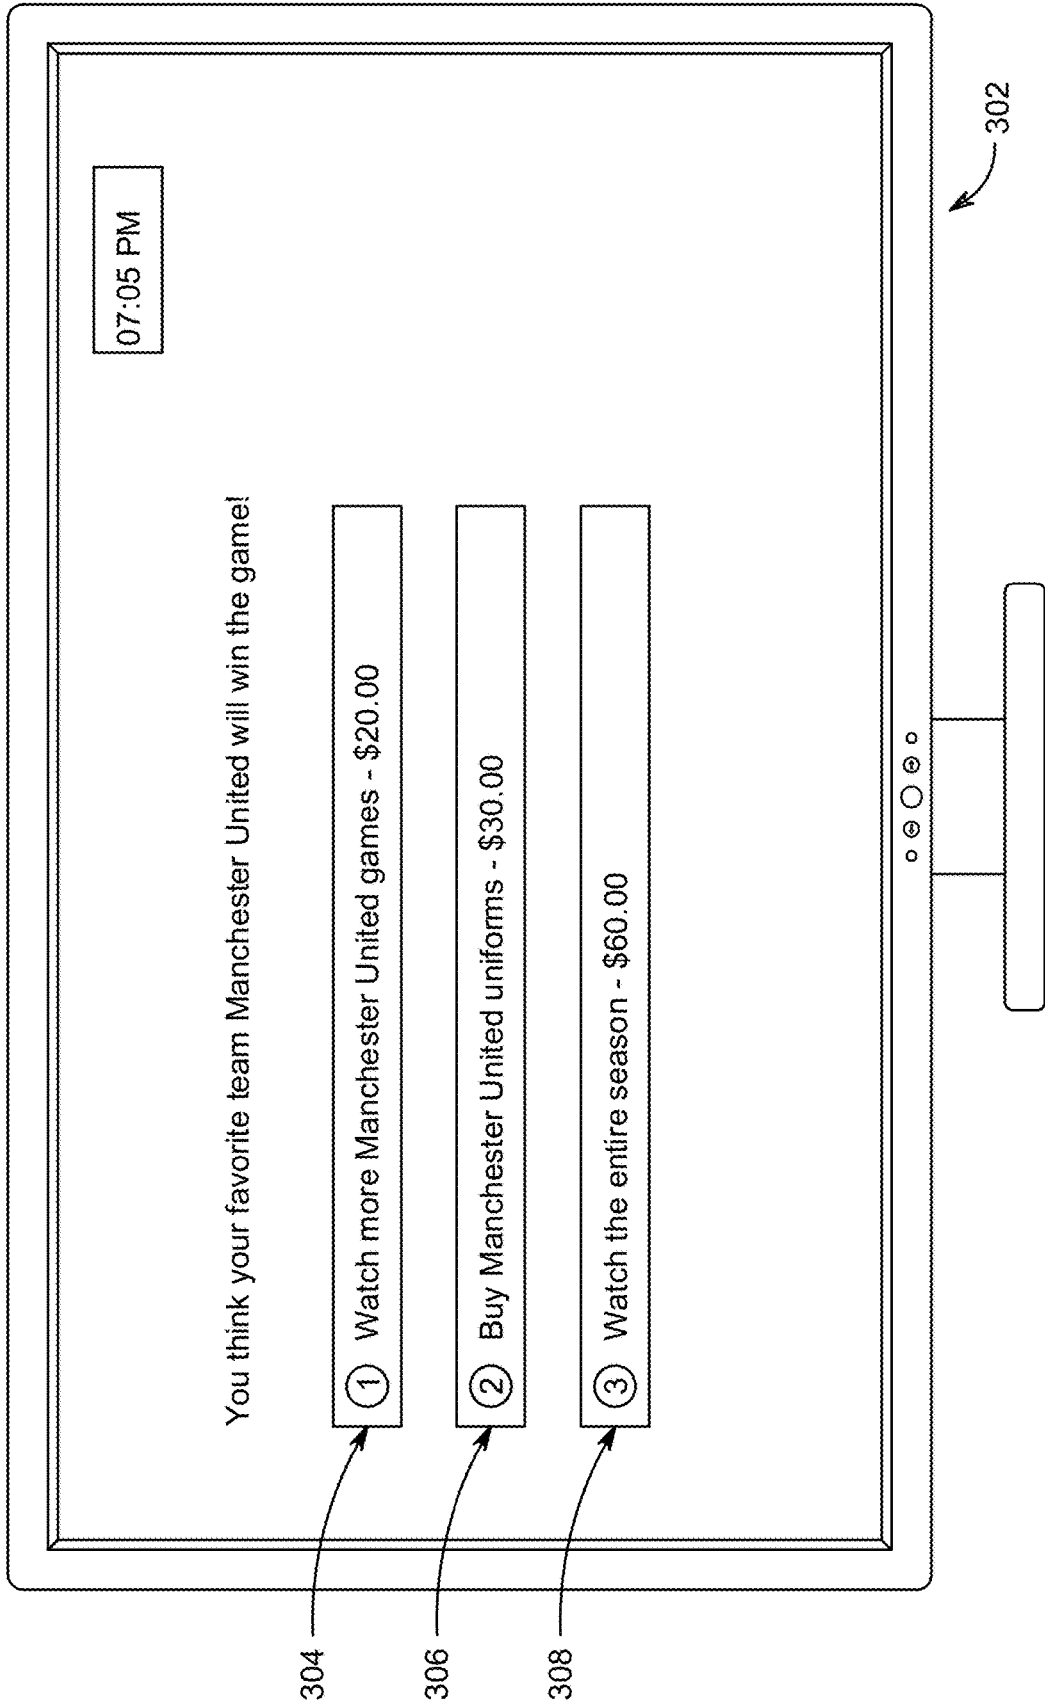 07:05 PM
You think your favorite team Manchester United will win the game!
304
1 Watch more Manchester United games - $20.00
306
2 Buy Manchester United uniforms - $30.00
308
3 Watch the entire season - $60.00
302